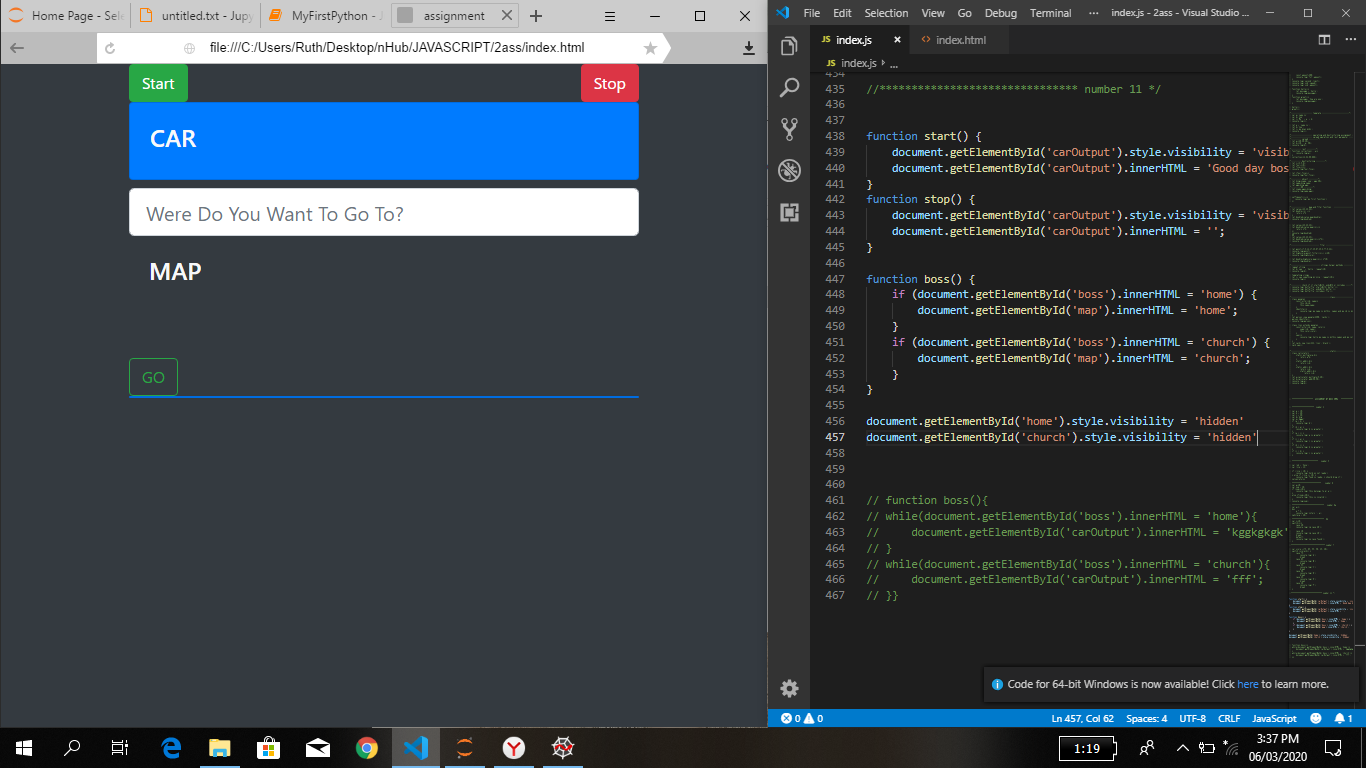 Home Page - Sele
untitled.txt - Jupy
MyFirstPython - J
assignment
file:///C:/Users/Ruth/Desktop/nHub/JAVASCRIPT/2ass/index.html
Start
Stop
CAR
Were Do You Want To Go To?
MAP
GO
File Edit Selection View Go Debug Terminal ··· index.js - 2ass - Visual Studio ...
JS index.js
<> index.html
JS index.js > ...
434
435 //******************************* number 11 */
436
437
438 function start() {
439 document.getElementById('carOutput').style.visibility = 'visib
440 document.getElementById('carOutput').innerHTML = 'Good day bos
441 }
442 function stop() {
443 document.getElementById('carOutput').style.visibility = 'visib
444 document.getElementById('carOutput').innerHTML = '';
445 }
446
447 function boss() {
448 if (document.getElementById('boss').innerHTML = 'home') {
449 document.getElementById('map').innerHTML = 'home';
450 }
451 if (document.getElementById('boss').innerHTML = 'church') {
452 document.getElementById('map').innerHTML = 'church';
453 }
454 }
455
456 document.getElementById('home').style.visibility = 'hidden'
457 document.getElementById('church').style.visibility = 'hidden'
458
459
460
461 // function boss(){
462 // while(document.getElementById('boss').innerHTML = 'home'){
463 // document.getElementById('carOutput').innerHTML = 'kggkgkgk'
464 // }
465 // while(document.getElementById('boss').innerHTML = 'church'){
466 // document.getElementById('carOutput').innerHTML = 'fff';
467 // }}
Code for 64-bit Windows is now available! Click here to learn more.
0 0 Ln 457, Col 62 Spaces: 4 UTF-8 CRLF JavaScript 1
1:19
3:37 PM
06/03/2020